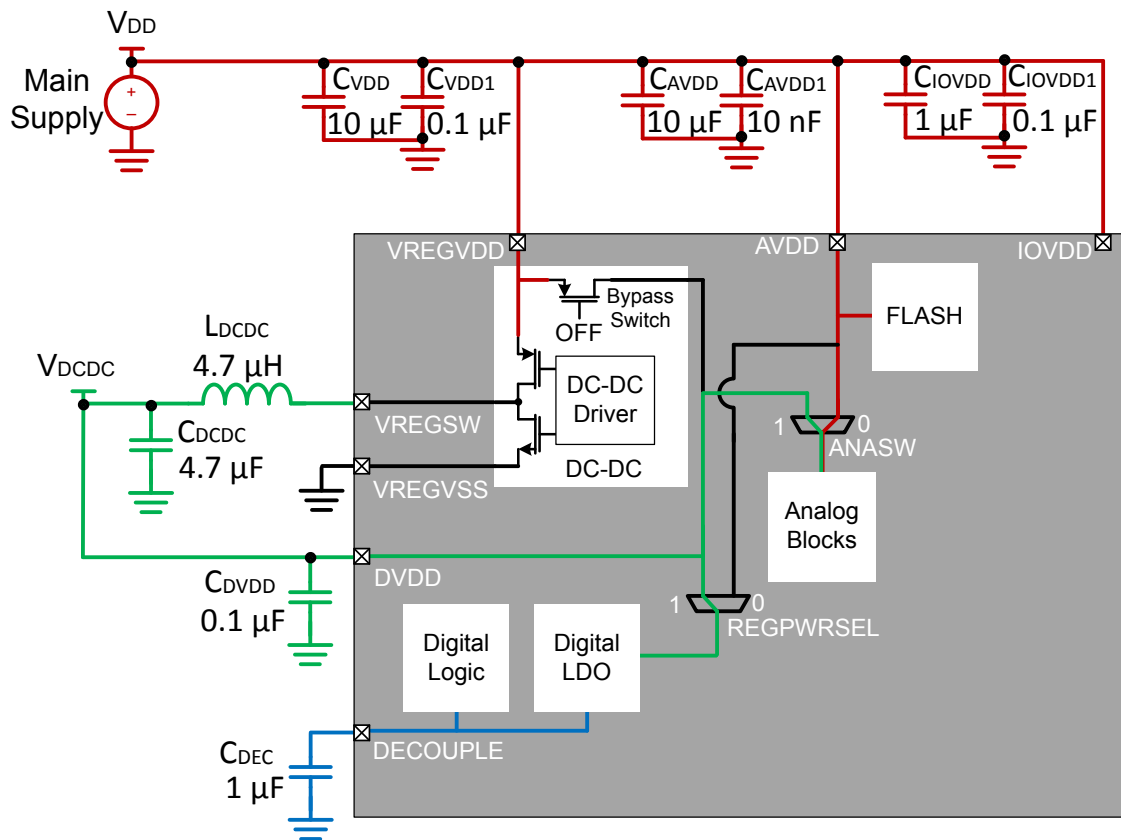 VDD
Main
Supply
+
−
CVDD
10 µF
CVDD1
0.1 µF
CAVDD
10 µF
CAVDD1
10 nF
CIOVDD
1 µF
CIOVDD1
0.1 µF
VREGVDD
AVDD
IOVDD
Bypass
Switch
OFF
FLASH
LDCDC
4.7 µH
VDCDC
CDCDC
4.7 µF
VREGSW
DC-DC
Driver
DC-DC
VREGVSS
1
0
ANASW
Analog
Blocks
DVDD
CDVDD
0.1 µF
1
0
REGPWRSEL
Digital
Logic
Digital
LDO
DECOUPLE
CDEC
1 µF